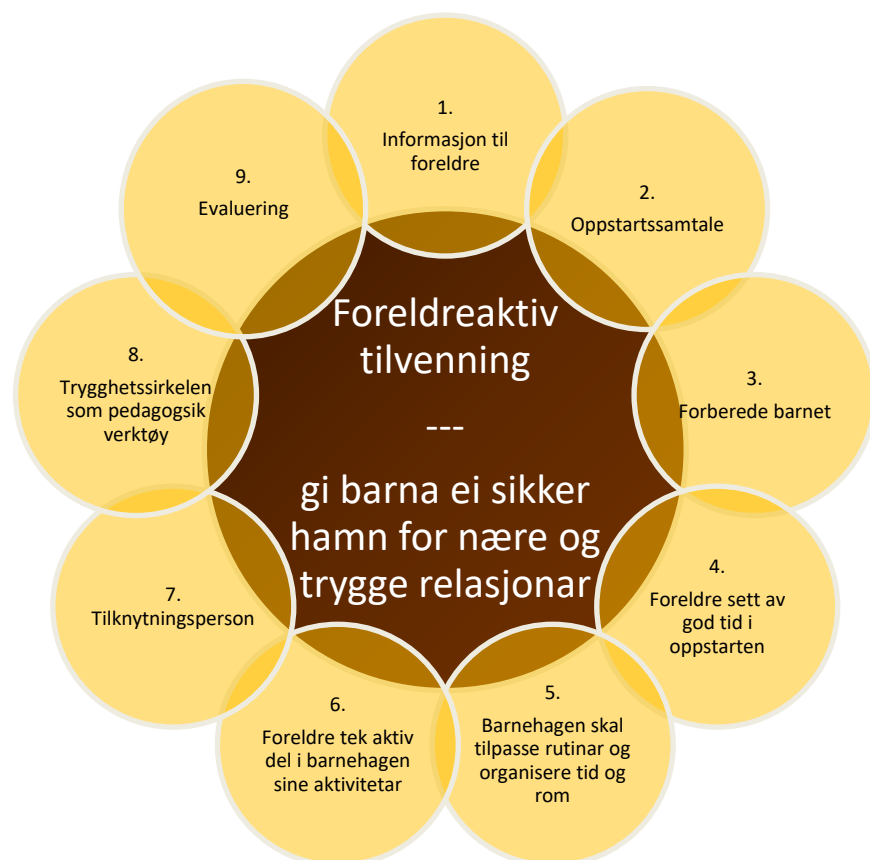 Foreldreaktiv
tilvenning
---
gi barna ei sikker
hamn for nære og
trygge relasjonar
1.
Informasjon til
foreldre
2.
Oppstartssamtale
3.
Forberede barnet
4.
Foreldre sett av
god tid i
oppstarten
5.
Barnehagen skal
tilpasse rutinar og
organisere tid og
rom
6.
Foreldre tek aktiv
del i barnehagen
sine aktivitetar
7.
Tilknytningsperson
8.
Trygghetssirkelen
som pedagogsik
verktøy
9.
Evaluering